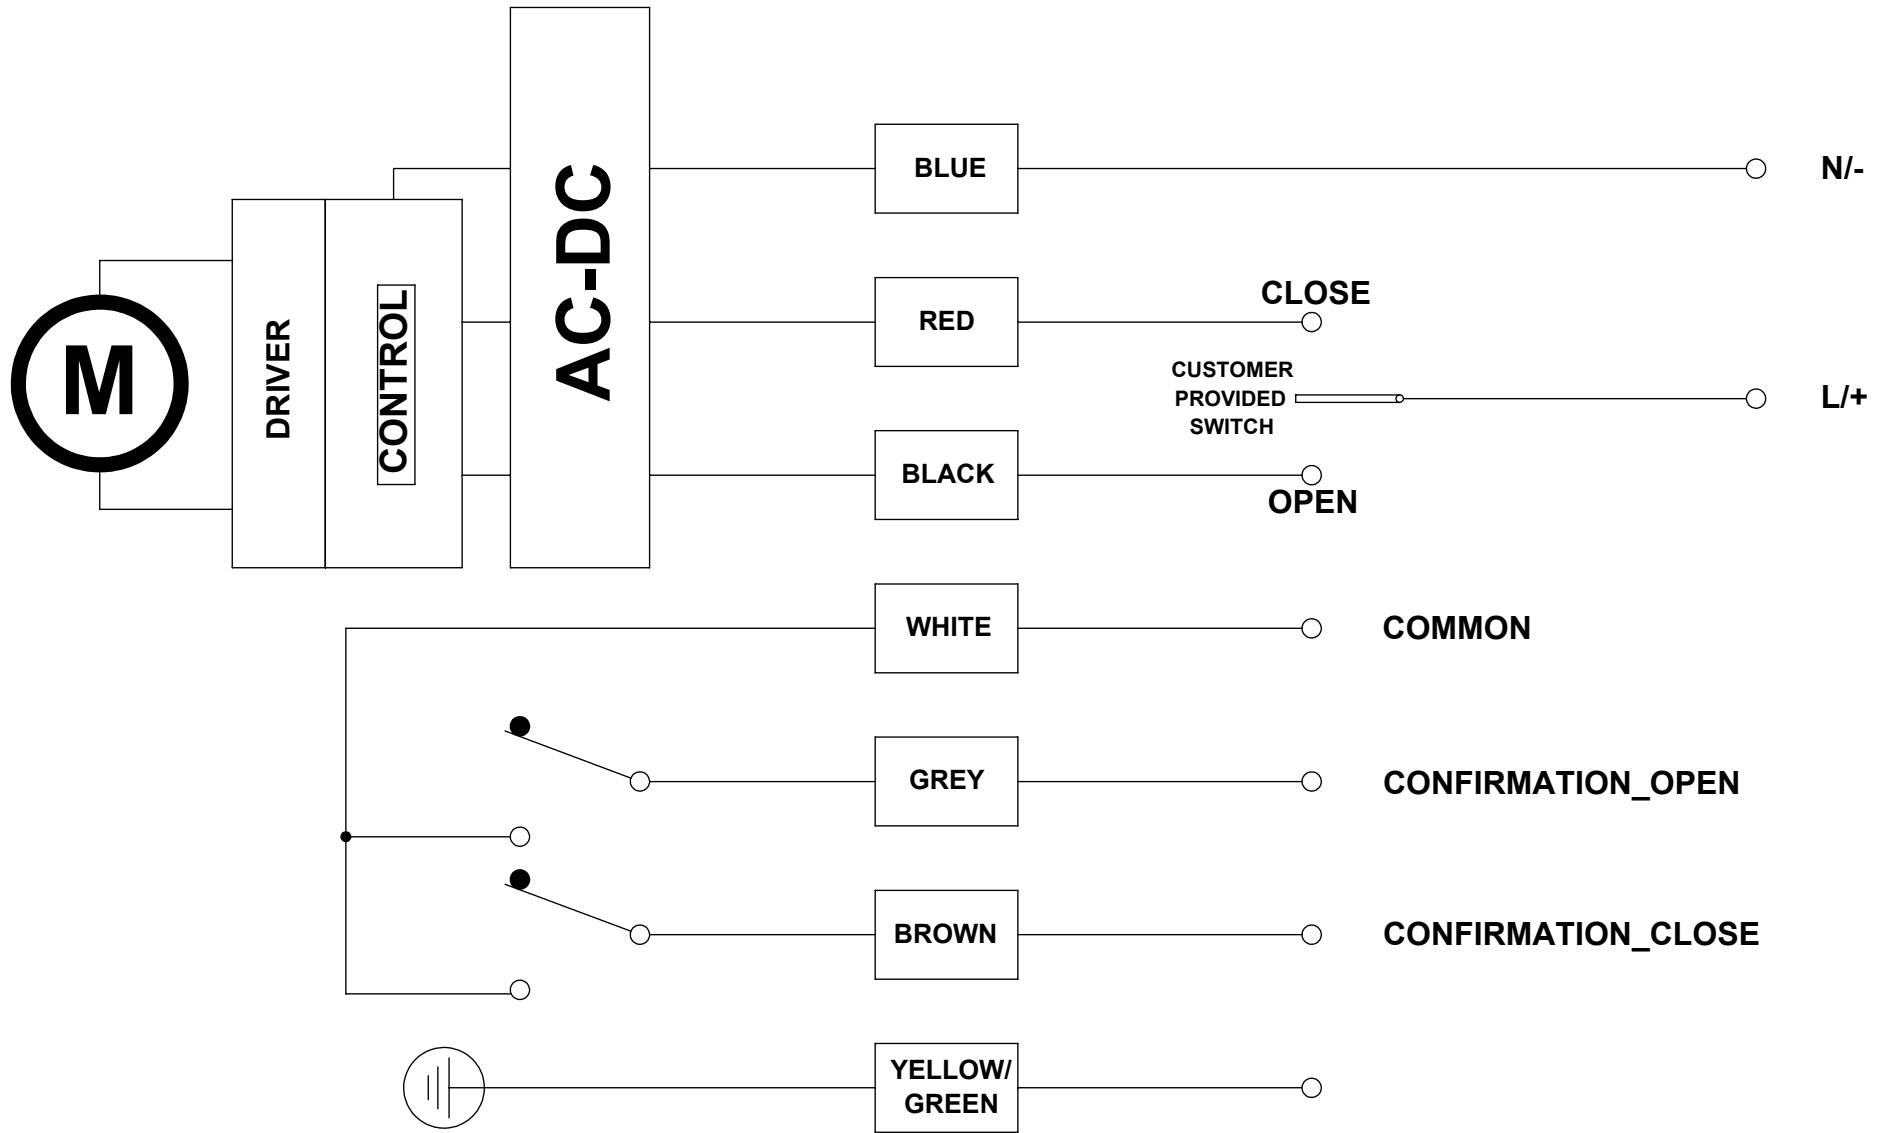 M
DRIVER
CONTROL
AC-DC
BLUE
N/-
RED
CLOSE
CUSTOMER
PROVIDED
SWITCH
L/+
BLACK
OPEN
WHITE
COMMON
GREY
CONFIRMATION_OPEN
BROWN
CONFIRMATION_CLOSE
YELLOW/
GREEN